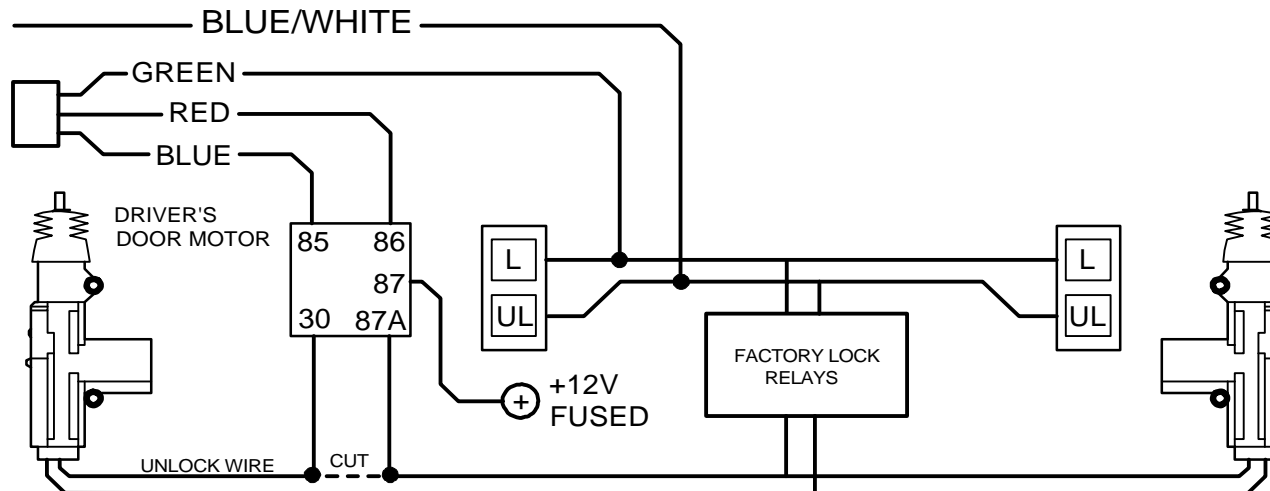 BLUE/WHITE
GREEN
RED
BLUE
DRIVER'S
DOOR MOTOR
85 86
87
30 87A
L
UL
L
UL
FACTORY LOCK
RELAYS
+
+12V
FUSED
UNLOCK WIRE
CUT